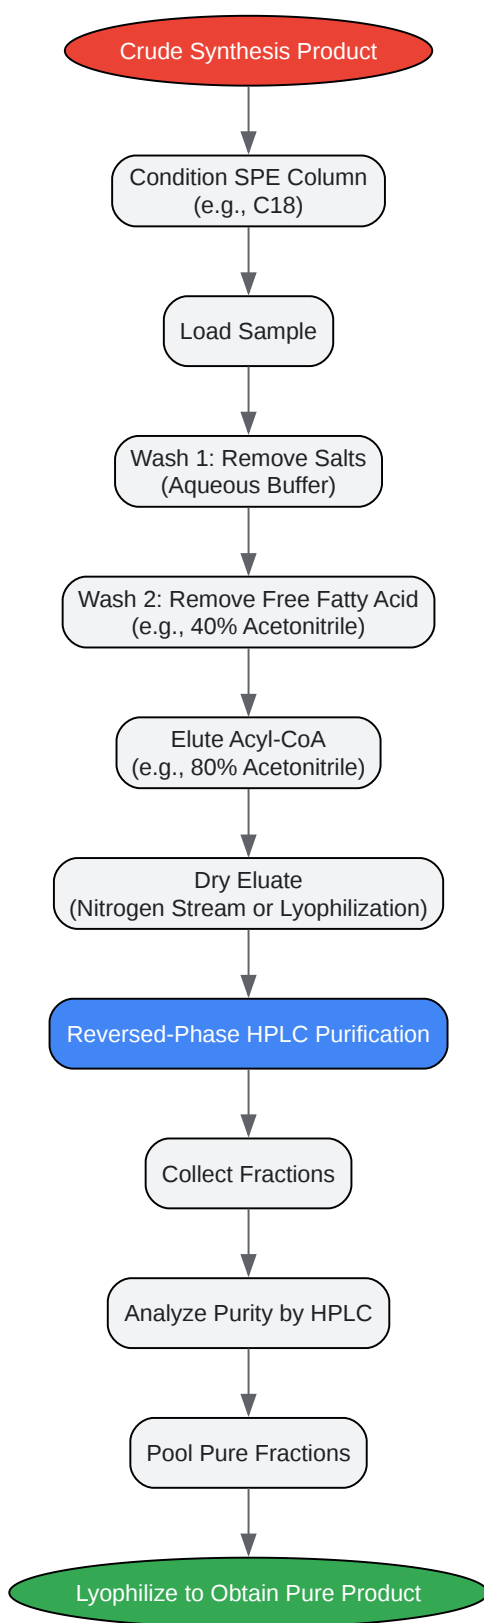 Crude Synthesis Product
Condition SPE Column
(e.g., C18)
Load Sample
Wash 1: Remove Salts
(Aqueous Buffer)
Wash 2: Remove Free Fatty Acid
(e.g., 40% Acetonitrile)
Elute Acyl-CoA
(e.g., 80% Acetonitrile)
Dry Eluate
(Nitrogen Stream or Lyophilization)
Reversed-Phase HPLC Purification
Collect Fractions
Analyze Purity by HPLC
Pool Pure Fractions
Lyophilize to Obtain Pure Product